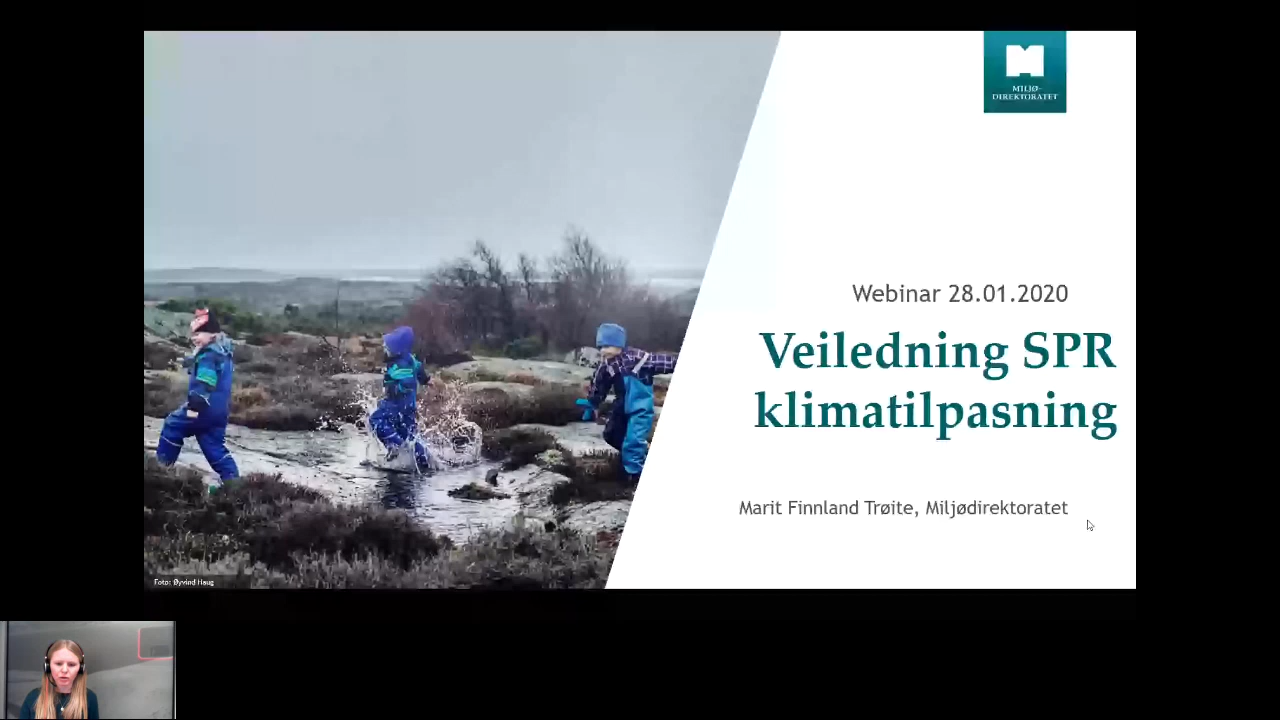 MILJØ-
DIREKTORATET
Webinar 28.01.2020
Veiledning SPR
klimatilpasning
Marit Finnland Trøite, Miljødirektoratet
Foto: Øyvind Haug